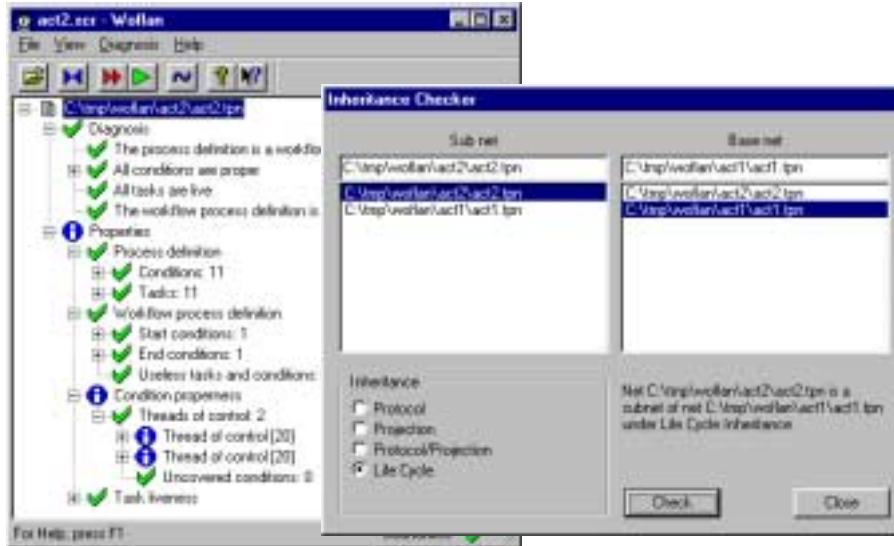 act2.scr - Woflan
File View Diagnosis Help
C:\tmp\woflan\act2\act2.tpn
Diagnosis
The process definition is a workflo
All conditions are proper
All tasks are live
The workflow process definition is
Properties
Process definition
Conditions: 11
Tasks: 11
Workflow process definition
Start conditions: 1
End conditions: 1
Useless tasks and conditions:
Condition properness
Threads of control: 2
Thread of control [20]
Thread of control [20]
Uncovered conditions: 0
Task liveness
For Help, press F1
Inheritance Checker
Sub net
C:\tmp\woflan\act2\act2.tpn
C:\tmp\woflan\act2\act2.tpn
C:\tmp\woflan\act1\act1.tpn
Base net
C:\tmp\woflan\act1\act1.tpn
C:\tmp\woflan\act2\act2.tpn
C:\tmp\woflan\act1\act1.tpn
Inheritance
Protocol
Projection
Protocol/Projection
Life Cycle
Net C:\tmp\woflan\act2\act2.tpn is a
subnet of net C:\tmp\woflan\act1\act1.tpn
under Life Cycle Inheritance
Check
Close